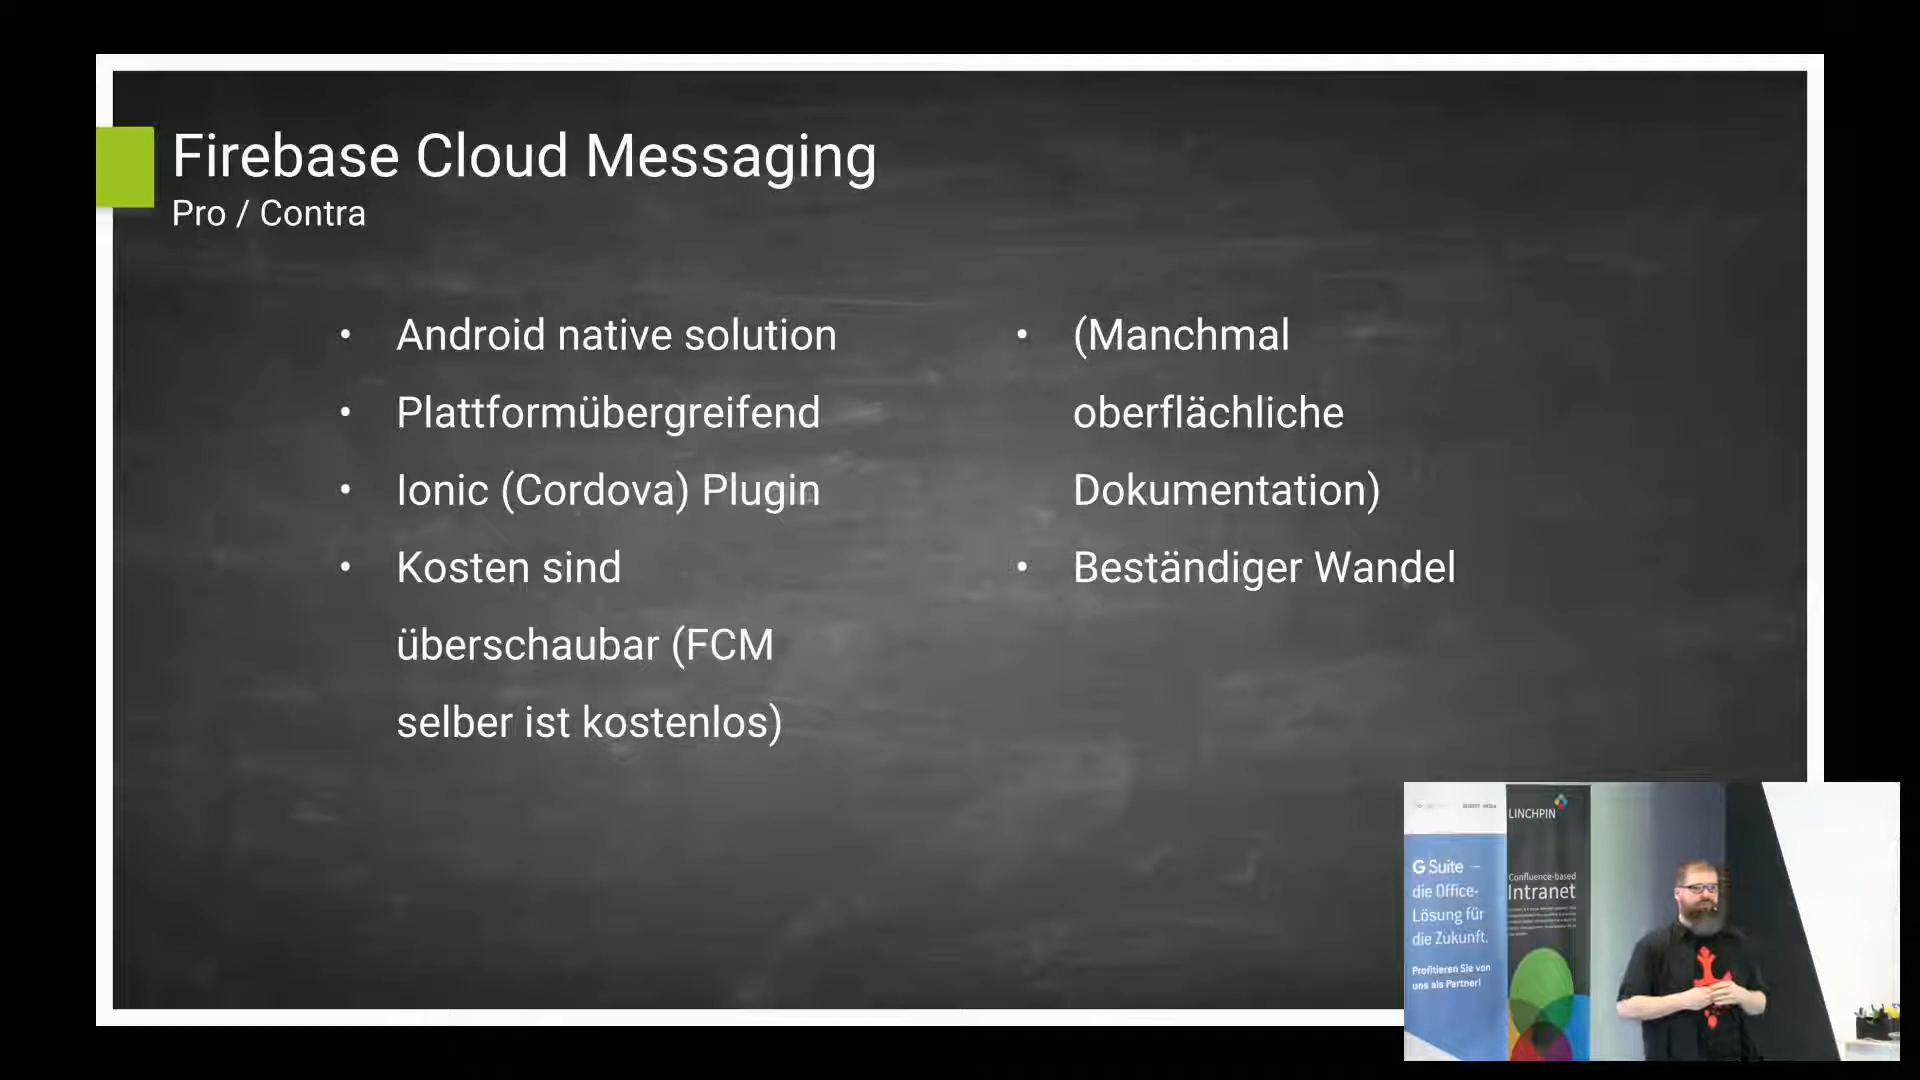 Firebase Cloud Messaging
Pro / Contra
• Android native solution
• Plattformübergreifend
• Ionic (Cordova) Plugin
• Kosten sind
überschaubar (FCM
selber ist kostenlos)
• (Manchmal
oberflächliche
Dokumentation)
• Beständiger Wandel
G Suite –
die Office-
Lösung für
die Zukunft.
Profitieren Sie von
uns als Partner!
LINCHPIN
Confluence-based
Intranet